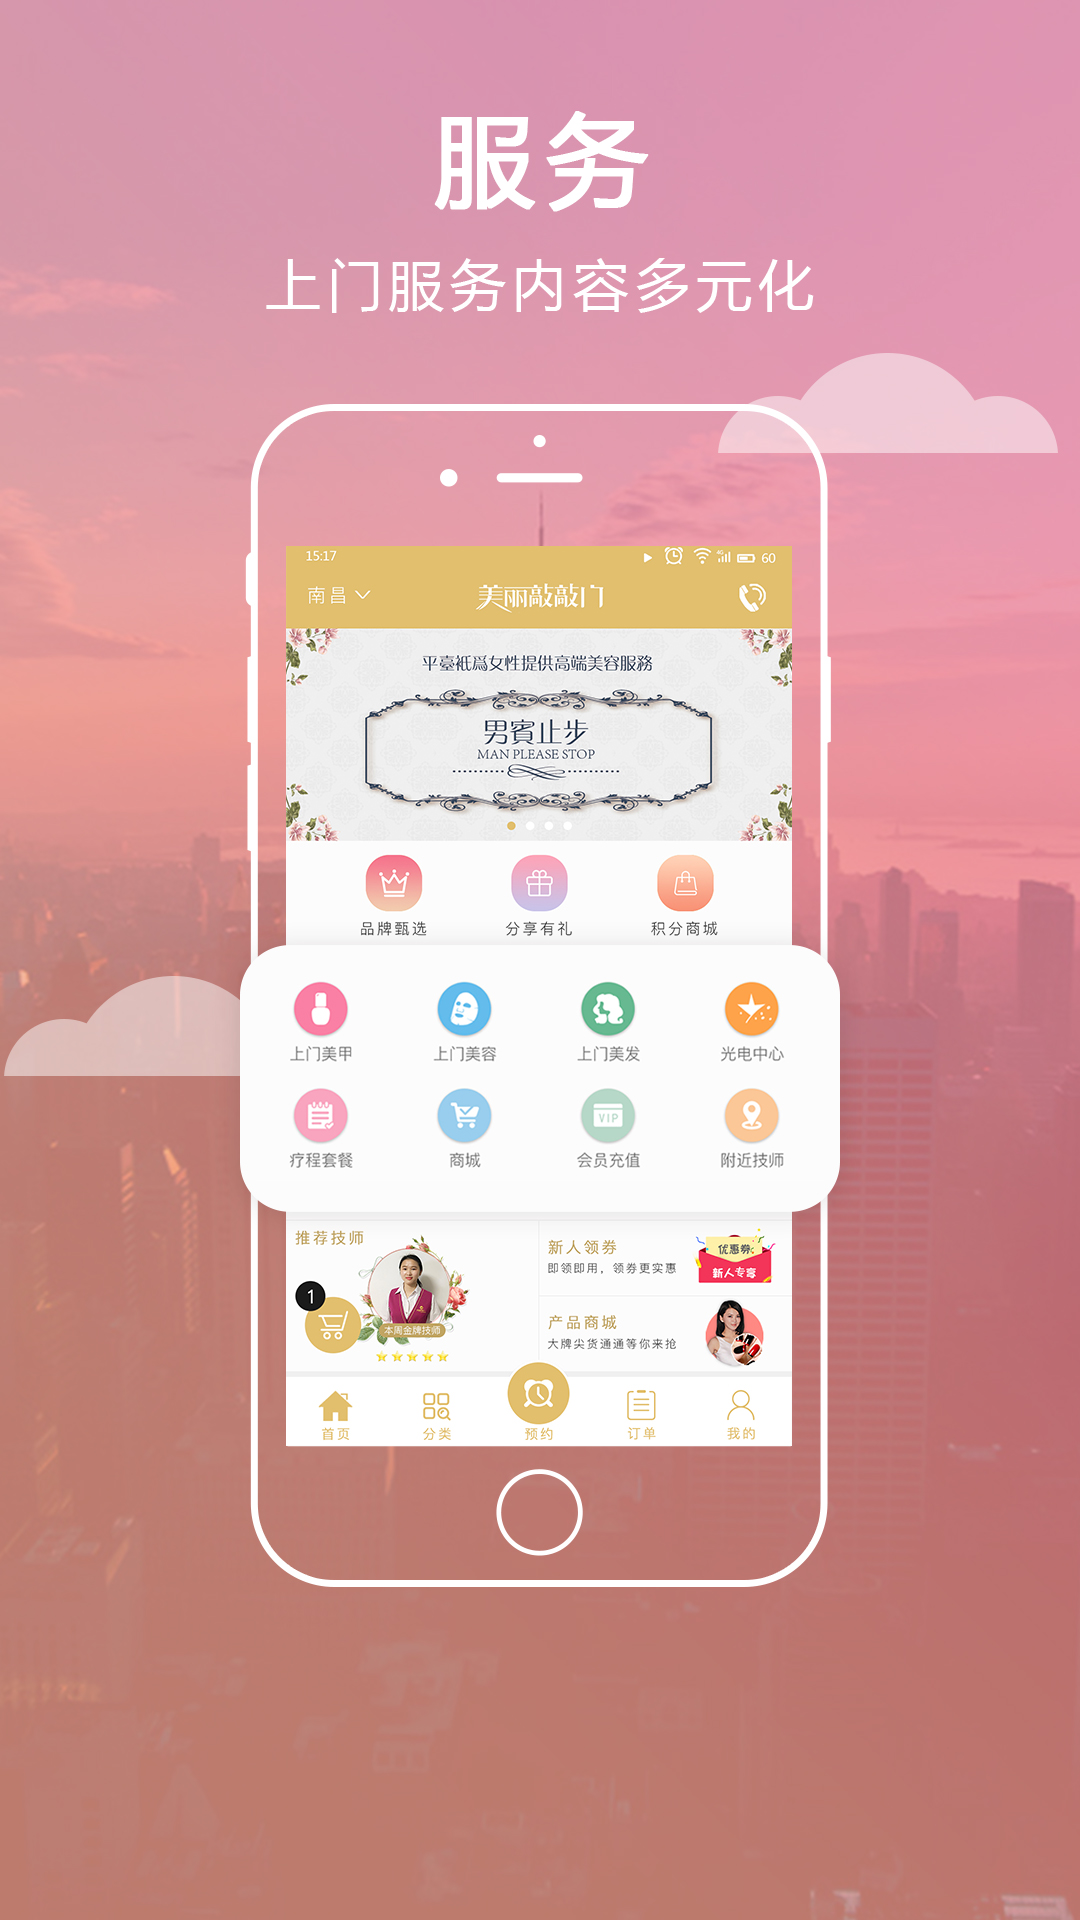 服务
上门服务内容多元化
15:17
4G
60
南昌
美丽敲敲门
平臺祇爲女性提供高端美容服務
男賓止步
MAN PLEASE STOP
品牌甄选
分享有礼
积分商城
上门美甲
上门美容
上门美发
光电中心
VIP
疗程套餐
商城
会员充值
附近技师
推荐技师
1
本周金牌技师
新人领券
即领即用，领券更实惠
优惠券
新人专享
产品商城
大牌尖货通通等你来抢
首页
分类
预约
订单
我的